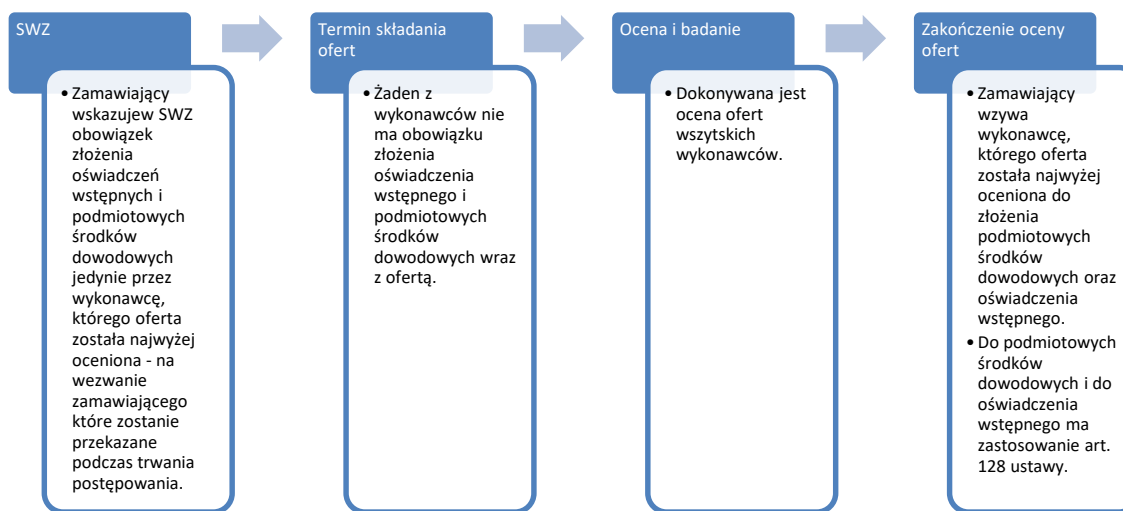 SWZ
• Zamawiający
wskazujew SWZ
obowiązek
złożenia
oświadczeń
wstępnych i
podmiotowych
środków
dowodowych
jedynie przez
wykonawcę,
którego oferta
została najwyżej
oceniona - na
wezwanie
zamawiającego
które zostanie
przekazane
podczas trwania
postępowania.
Termin składania
ofert
• Żaden z
wykonawców nie
ma obowiązku
złożenia
oświadczenia
wstępnego i
podmiotowych
środków
dowodowych wraz
z ofertą.
Ocena i badanie
• Dokonywana jest
ocena ofert
wszytskich
wykonawców.
Zakończenie oceny
ofert
• Zamawiający
wzywa
wykonawcę,
którego oferta
została najwyżej
oceniona do
złożenia
podmiotowych
środków
dowodowych oraz
oświadczenia
wstępnego.
• Do podmiotowych
środków
dowodowych i do
oświadczenia
wstępnego ma
zastosowanie art.
128 ustawy.